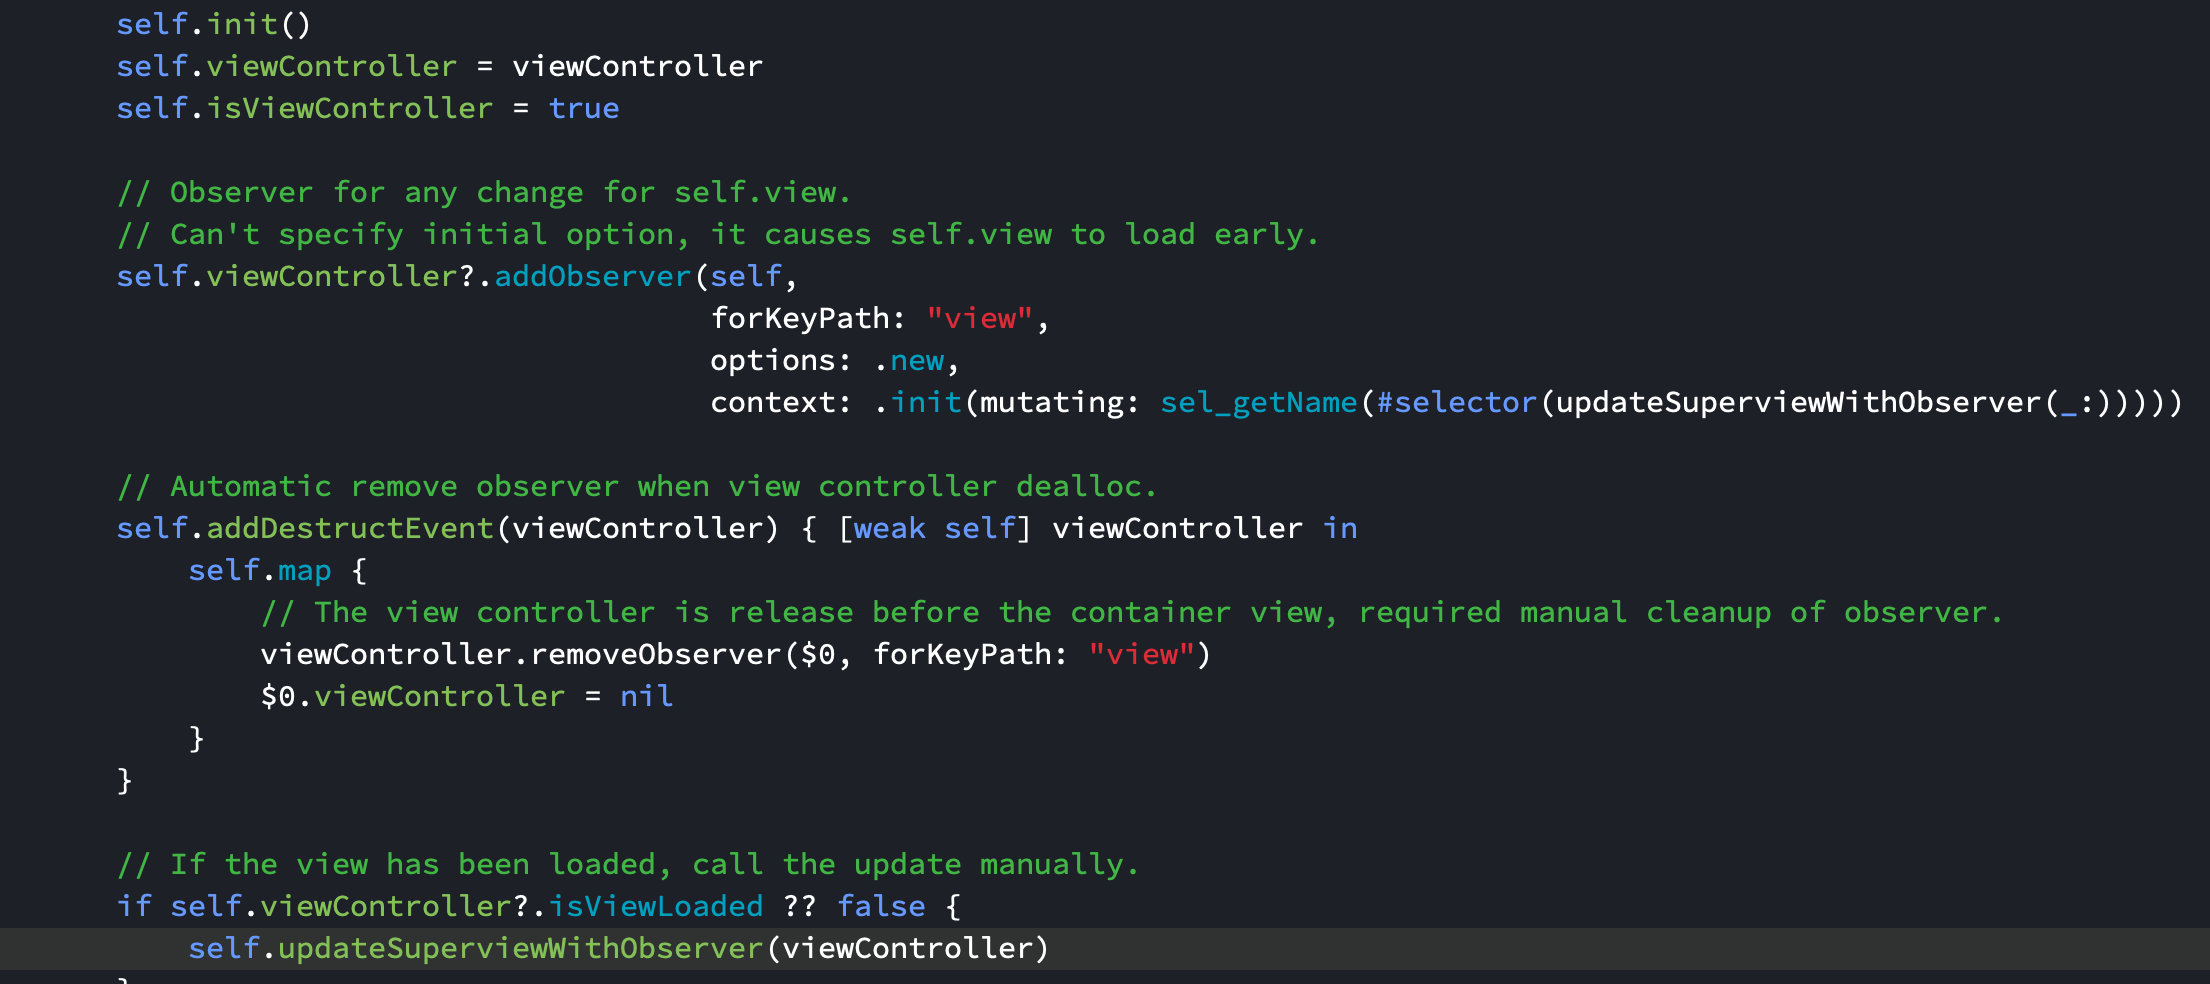 self.init()
self.viewController = viewController
self.isViewController = true
// Observer for any change for self.view.
// Can't specify initial option, it causes self.view to load early.
self.viewController?.addObserver(self,
forKeyPath: "view",
options: .new,
context: .init(mutating: sel_getName(#selector(updateSuperviewWithObserver(_:)))))
// Automatic remove observer when view controller dealloc.
self.addDestructEvent(viewController) { [weak self] viewController in
self.map {
// The view controller is release before the container view, required manual cleanup of observer.
viewController.removeObserver($0, forKeyPath: "view")
$0.viewController = nil
}
}
// If the view has been loaded, call the update manually.
if self.viewController?.isViewLoaded ?? false {
self.updateSuperviewWithObserver(viewController)